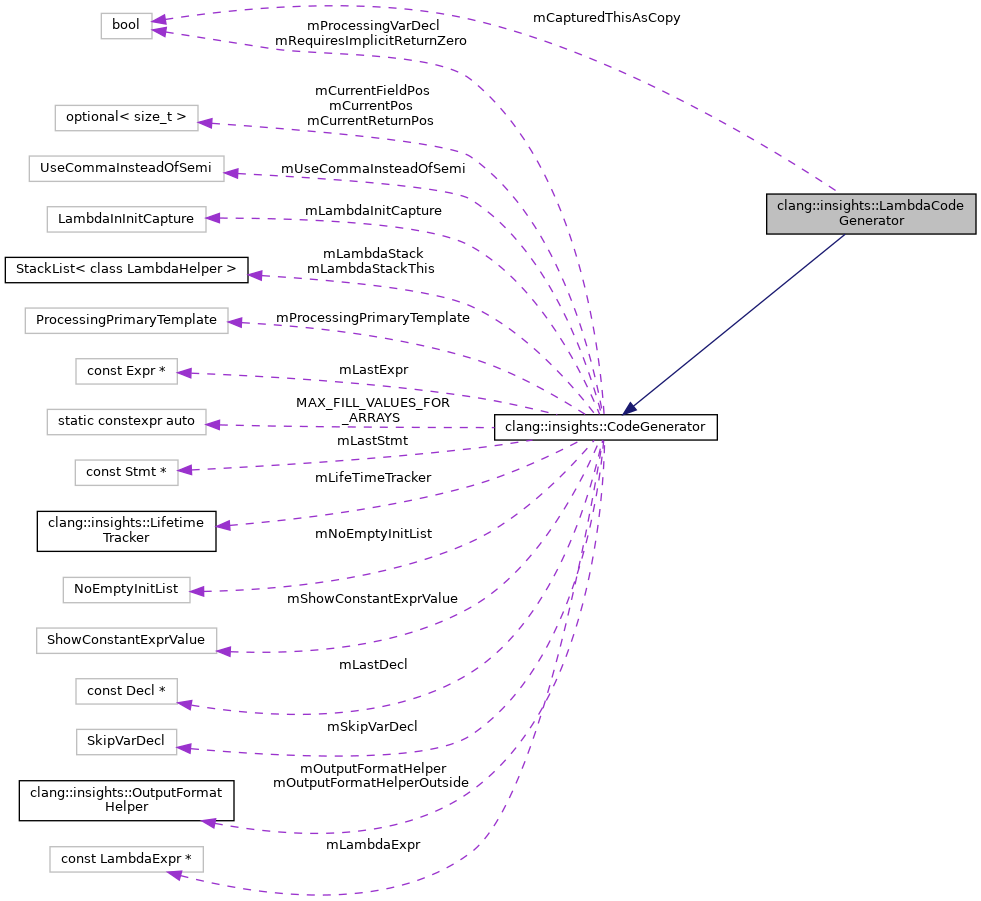 mCapturedThisAsCopy
bool
mProcessingVarDecl
mRequiresImplicitReturnZero
mCurrentFieldPos
mCurrentPos
mCurrentReturnPos
optional< size_t >
UseCommaInsteadOfSemi
mUseCommaInsteadOfSemi
clang::insights::LambdaCode
Generator
LambdaInInitCapture
mLambdaInitCapture
mLambdaStack
mLambdaStackThis
StackList< class LambdaHelper >
ProcessingPrimaryTemplate
mProcessingPrimaryTemplate
const Expr *
mLastExpr
MAX_FILL_VALUES_FOR
_ARRAYS
static constexpr auto
clang::insights::CodeGenerator
mLastStmt
const Stmt *
mLifeTimeTracker
clang::insights::Lifetime
Tracker
mNoEmptyInitList
NoEmptyInitList
mShowConstantExprValue
ShowConstantExprValue
mLastDecl
const Decl *
mSkipVarDecl
SkipVarDecl
mOutputFormatHelper
mOutputFormatHelperOutside
clang::insights::OutputFormat
Helper
mLambdaExpr
const LambdaExpr *